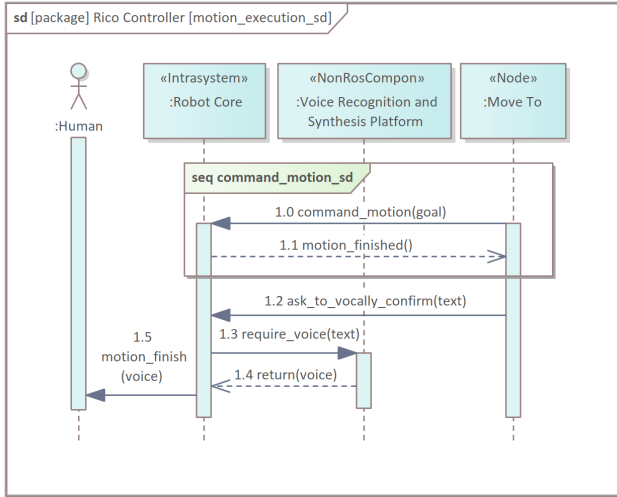 sd [package] Rico Controller [motion_execution_sd]
:Human
«Intrasystem»
:Robot Core
«NonRosCompon»
:Voice Recognition and
Synthesis Platform
«Node»
:Move To
seq command_motion_sd
1.0 command_motion(goal)
1.1 motion_finished()
1.2 ask_to_vocally_confirm(text)
1.3 require_voice(text)
1.4 return(voice)
1.5
motion_finish
(voice)